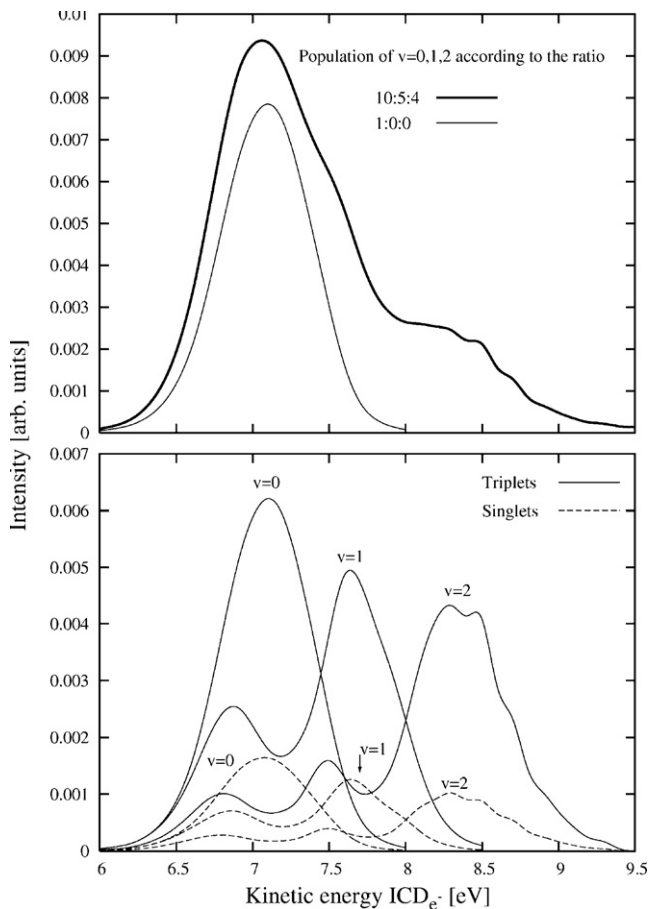 0.01
Population of v=0,1,2 according to the ratio
0.009
10:5:4
0.008
1:0:0
0.007
0.006
0.005
0.004
0.003
0.002
0.001
0
Intensity [arb. units]
0.007
v=0
Triplets
0.006
Singlets
v=1
0.005
v=2
0.004
0.003
0.002
v=0
v=1
0.001
v=2
0
6 6.5 7 7.5 8 8.5 9 9.5
Kinetic energy ICDe- [eV]